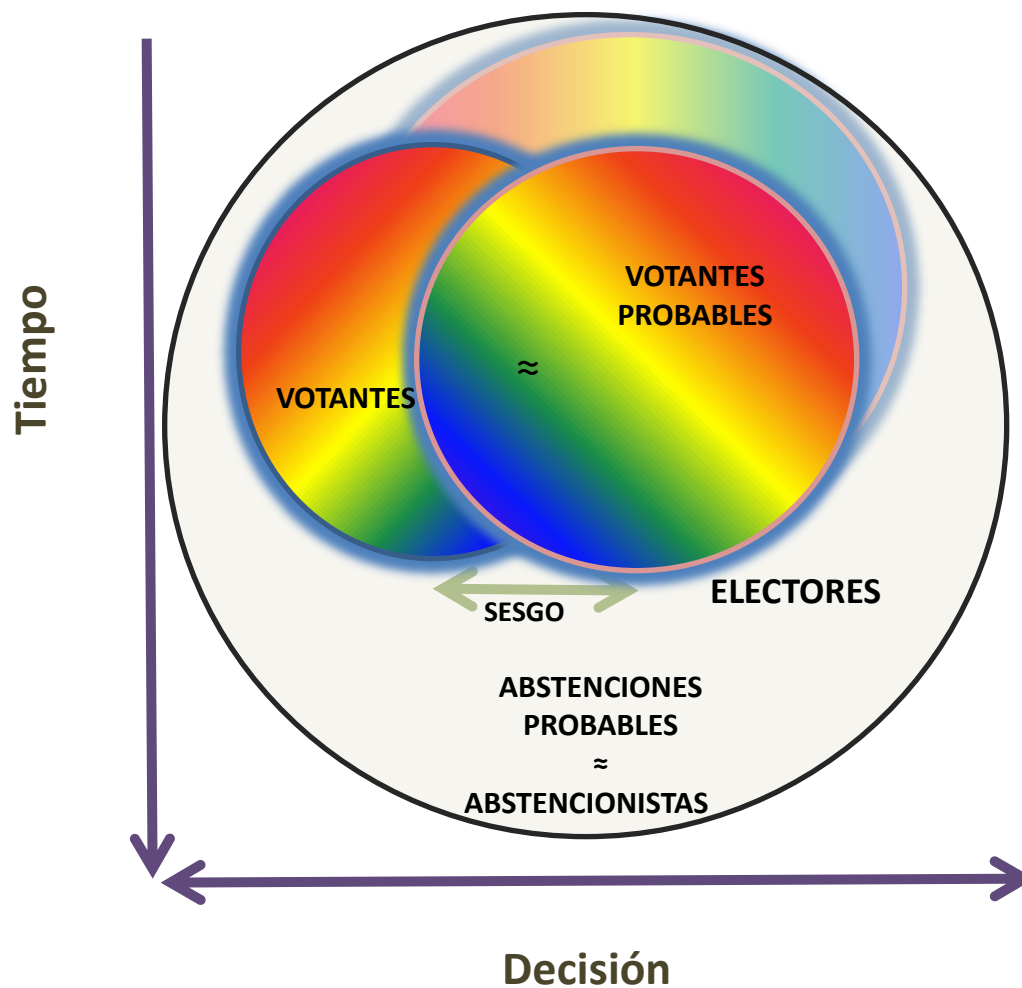 Tiempo
VOTANTES
PROBABLES
≈
VOTANTES
SESGO
ELECTORES
ABSTENCIONES
PROBABLES
≈
ABSTENCIONISTAS
Decisión